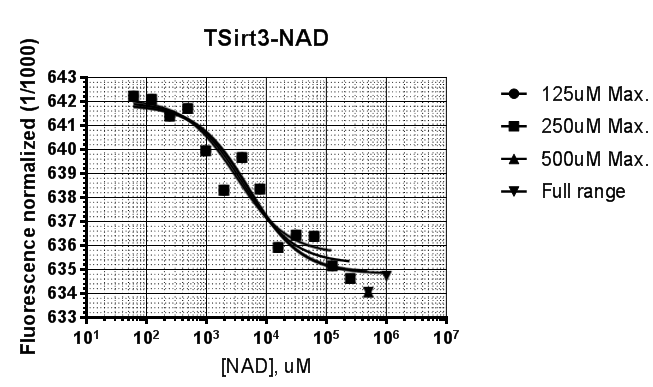 TSirt3-NAD
Fluorescence normalized (1/1000)
643
642
641
640
639
638
637
636
635
634
633
10¹ 10² 10³ 10⁴ 10⁵ 10⁶ 10⁷
[NAD], uM
125uM Max.
250uM Max.
500uM Max.
Full range